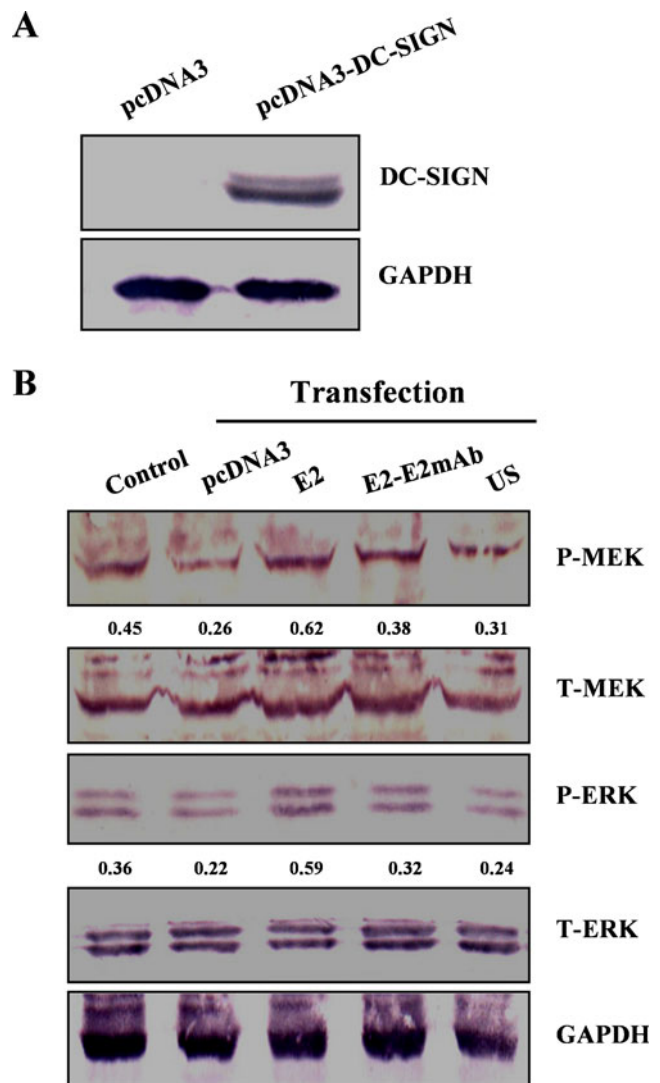 A
pcDNA3
pcDNA3-DC-SIGN
DC-SIGN
GAPDH
B
Transfection
Control
pcDNA3
E2
E2-E2mAb
US
P-MEK
0.45 0.26 0.62 0.38 0.31
T-MEK
P-ERK
0.36 0.22 0.59 0.32 0.24
T-ERK
GAPDH